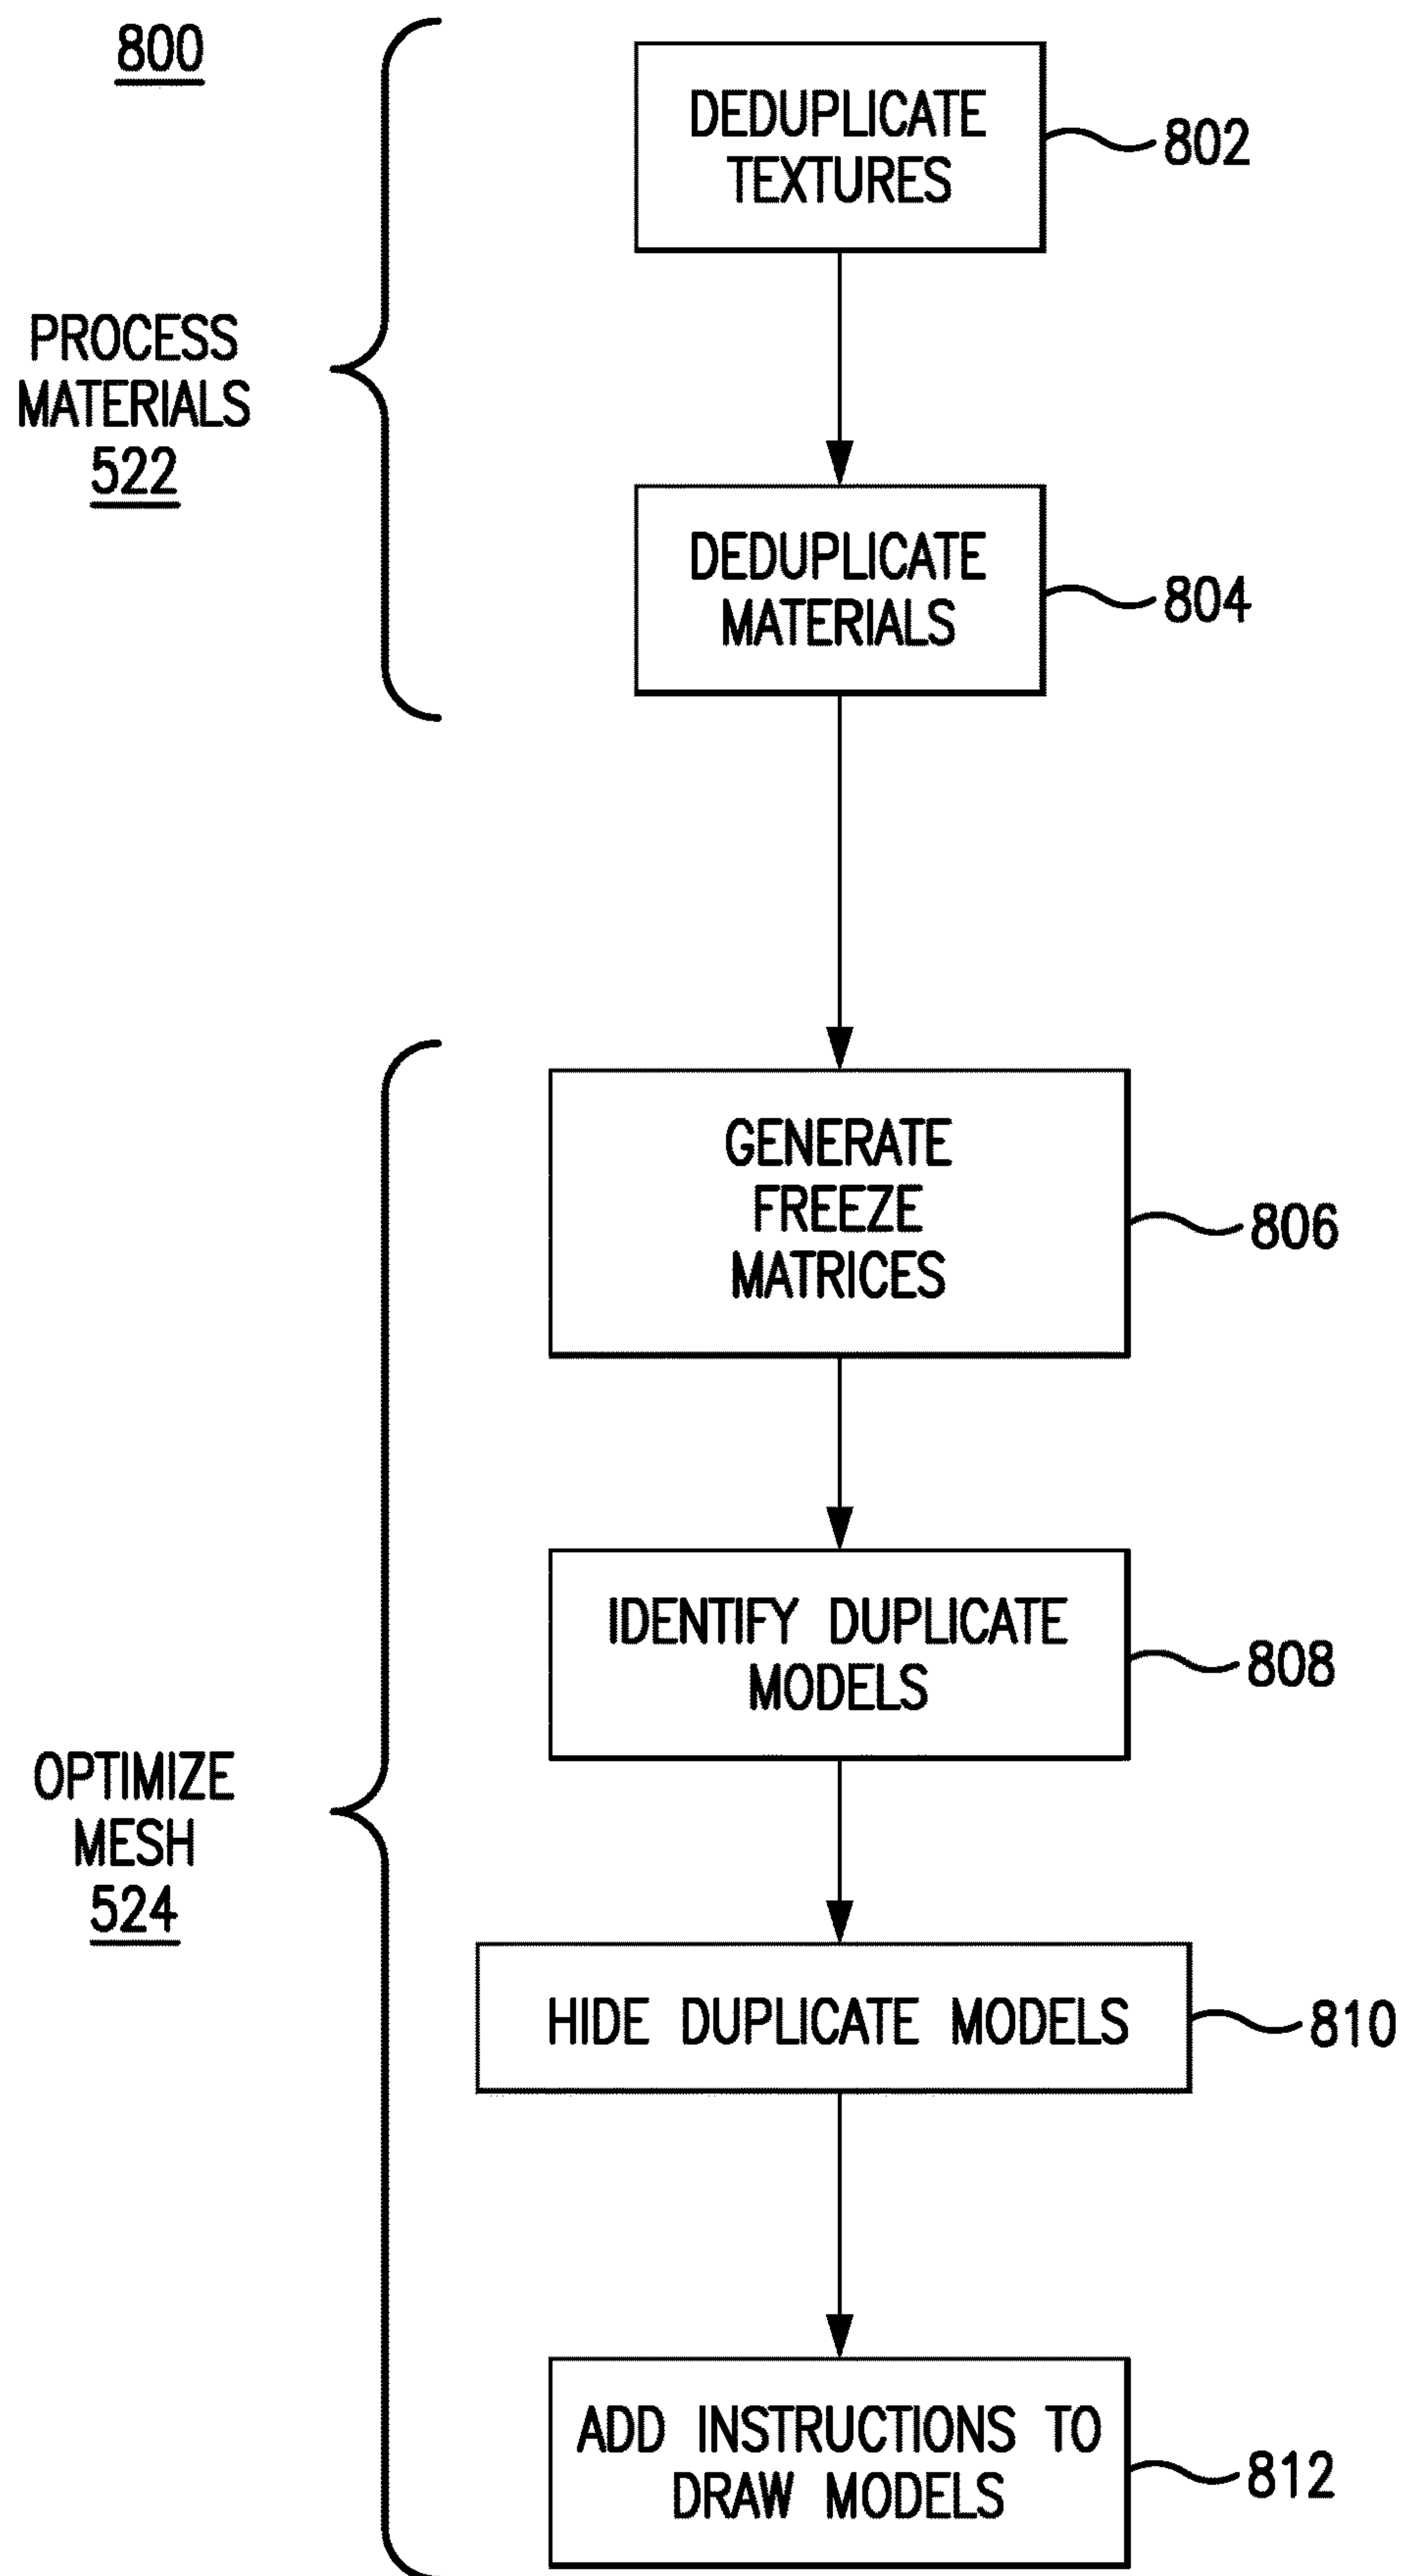 800
DEDUPLICATE
TEXTURES
802
PROCESS
MATERIALS
522
DEDUPLICATE
MATERIALS
804
GENERATE
FREEZE
MATRICES
806
IDENTIFY DUPLICATE
MODELS
808
OPTIMIZE
MESH
524
HIDE DUPLICATE MODELS
810
ADD INSTRUCTIONS TO
DRAW MODELS
812